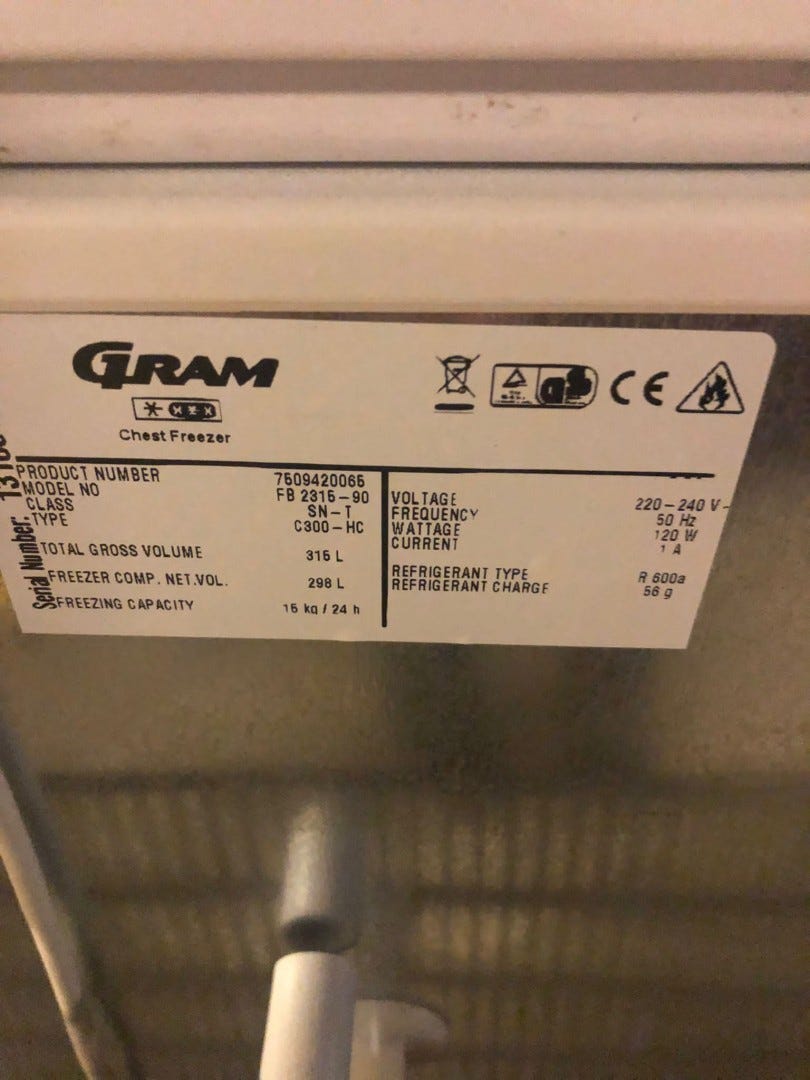 GRAM
Chest Freezer
PRODUCT NUMBER 7509420065
MODEL NO FB 2315-90
CLASS SN-T
TYPE C300-HC
TOTAL GROSS VOLUME 315 L
FREEZER COMP. NET.VOL. 298 L
FREEZING CAPACITY 15 kg / 24 h
VOLTAGE 220-240 V-
FREQUENCY 50 Hz
WATTAGE 120 W
CURRENT 1 A
REFRIGERANT TYPE R 600a
REFRIGERANT CHARGE 56 g
Serial Number:
CE